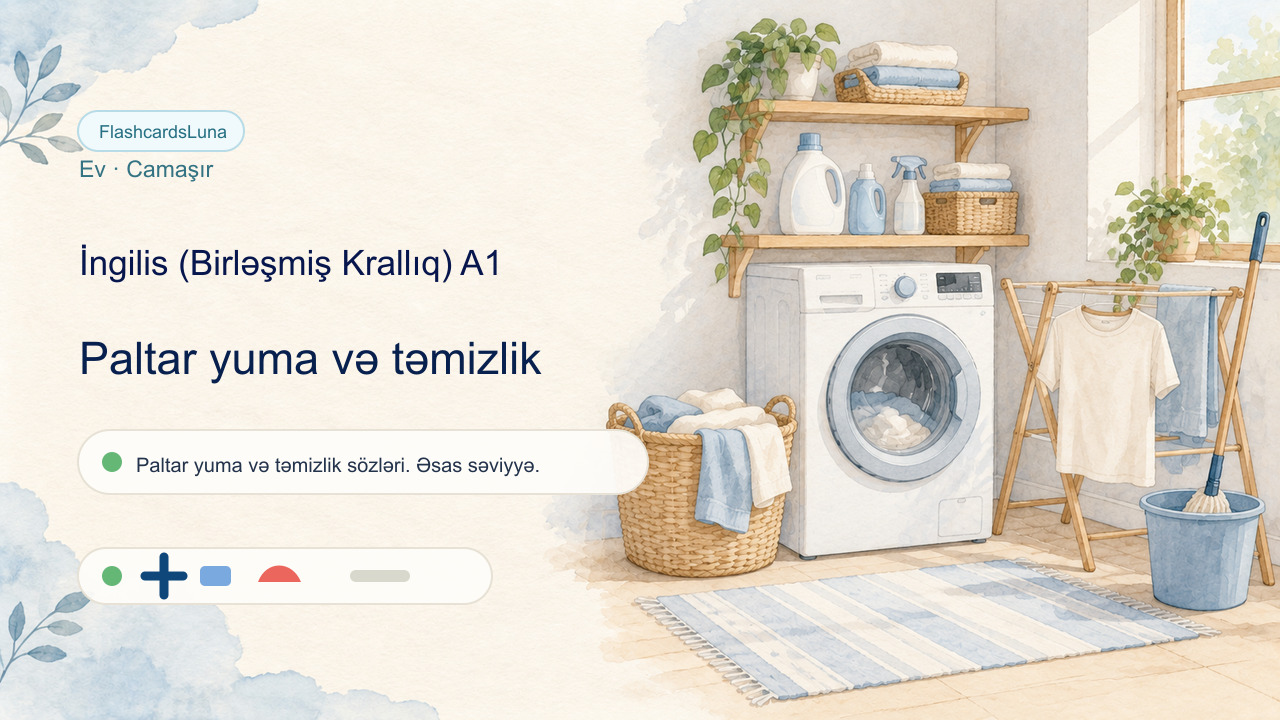 FlashcardsLuna
Ev · Camaşır
İngilis (Birləşmiş Krallıq) A1
Paltar yuma və təmizlik
Paltar yuma və təmizlik sözləri. Əsas səviyyə.